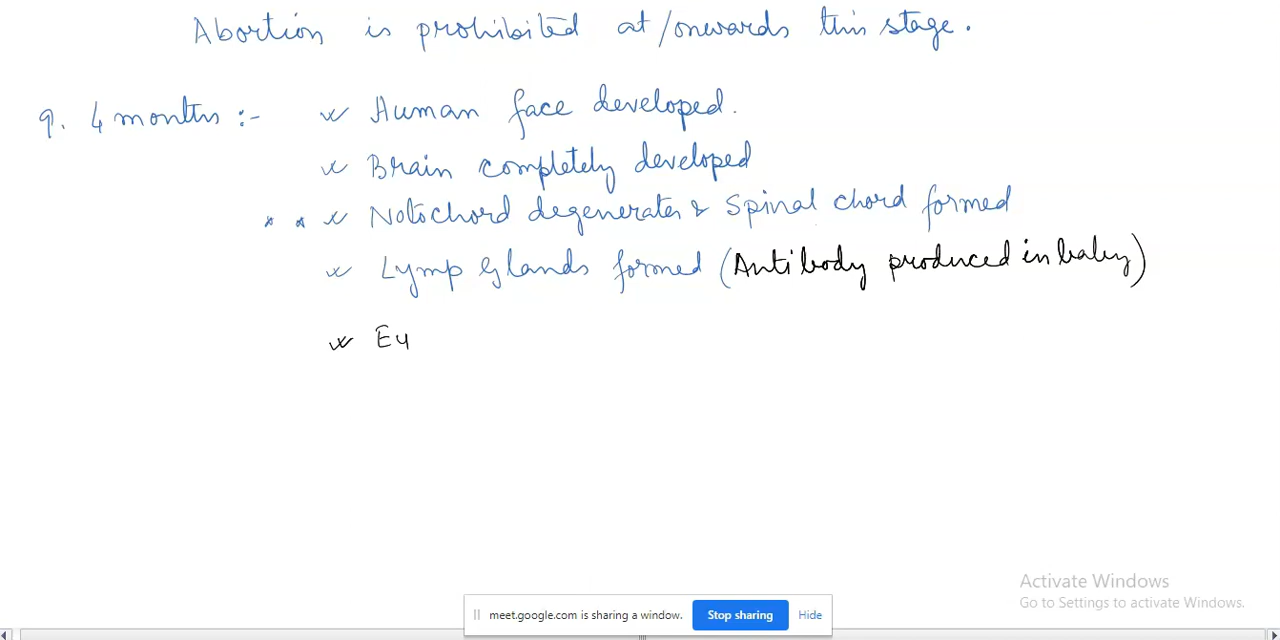 Abortion is prohibited at/onwards this stage.
9. 4 months :- Human face developed.
Brain completely developed
** Notochord degenerates & Spinal chord formed
Lymp Glands formed (Antibody produced in baby)
Ey
Activate Windows
Go to Settings to activate Windows.
meet.google.com is sharing a window. Stop sharing Hide